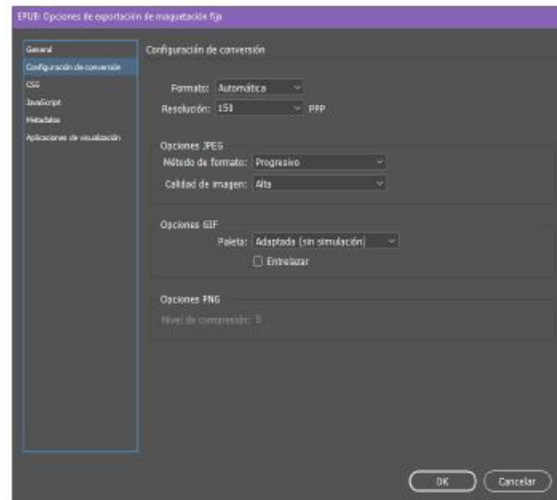 EPUB: Opciones de exportación de maquetación fija
General
Configuración de conversión
CSS
JavaScript
Metadatos
Aplicaciones de visualización
Configuración de conversión
Formato: Automática
Resolución: 150 PPP
Opciones JPEG
Método de formato: Progresivo
Calidad de imagen: Alta
Opciones GIF
Paleta: Adaptada (sin simulación)
Entrelazar
Opciones PNG
Nivel de compresión: 5
OK Cancelar